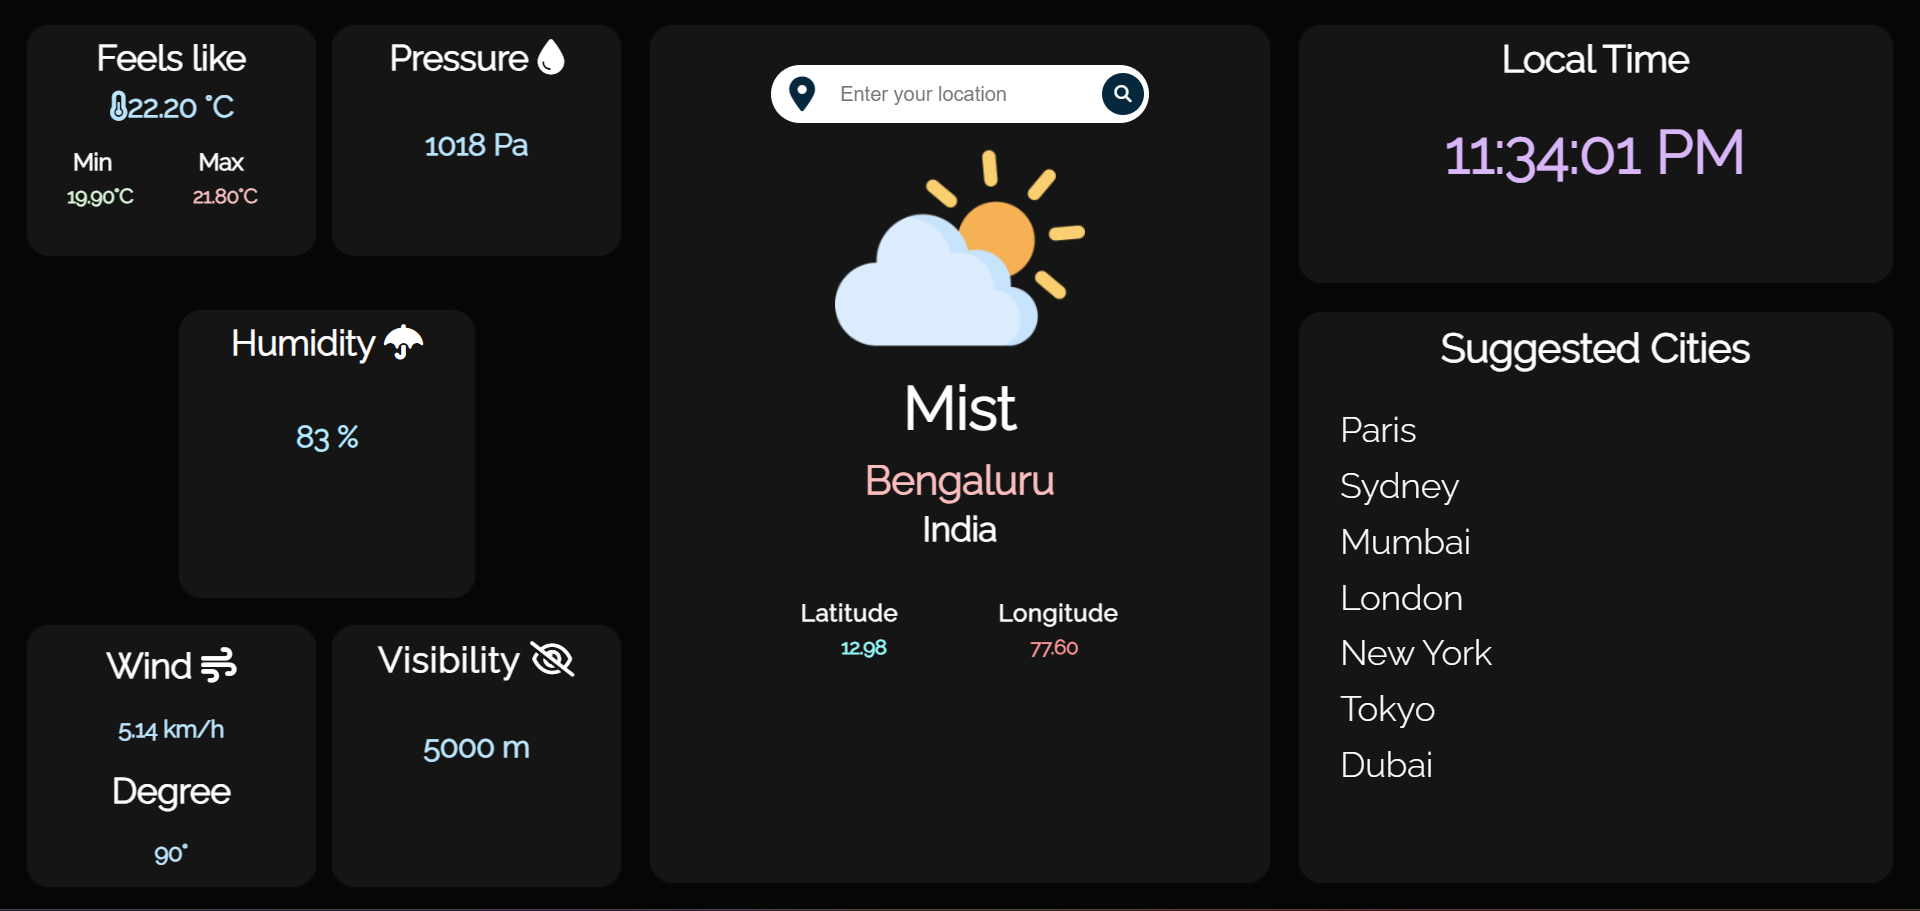 Feels like
22.20 °C
Min Max
19.90°C 21.80°C
Pressure
1018 Pa
Humidity
83 %
Wind
5.14 km/h
Degree
90°
Visibility
5000 m
Enter your location
Mist
Bengaluru
India
Latitude Longitude
12.98 77.60
Local Time
11:34:01 PM
Suggested Cities
Paris
Sydney
Mumbai
London
New York
Tokyo
Dubai